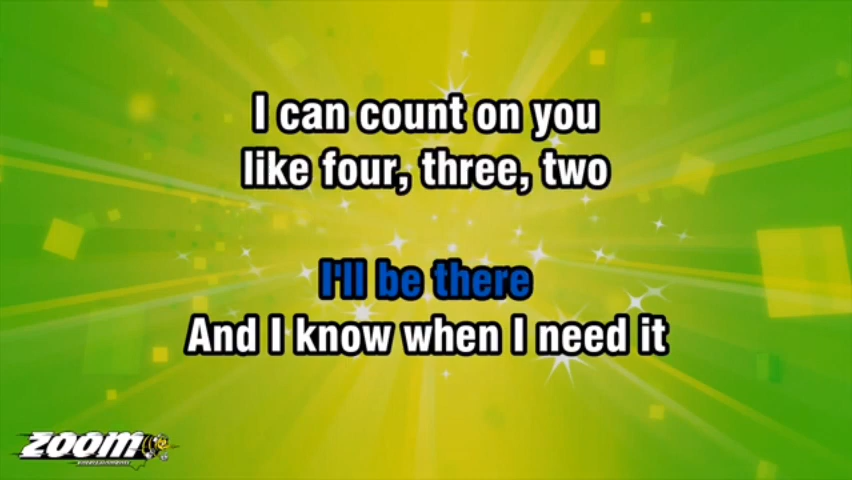 I can count on you
like four, three, two
I'll be there
And I know when I need it
ZOOM